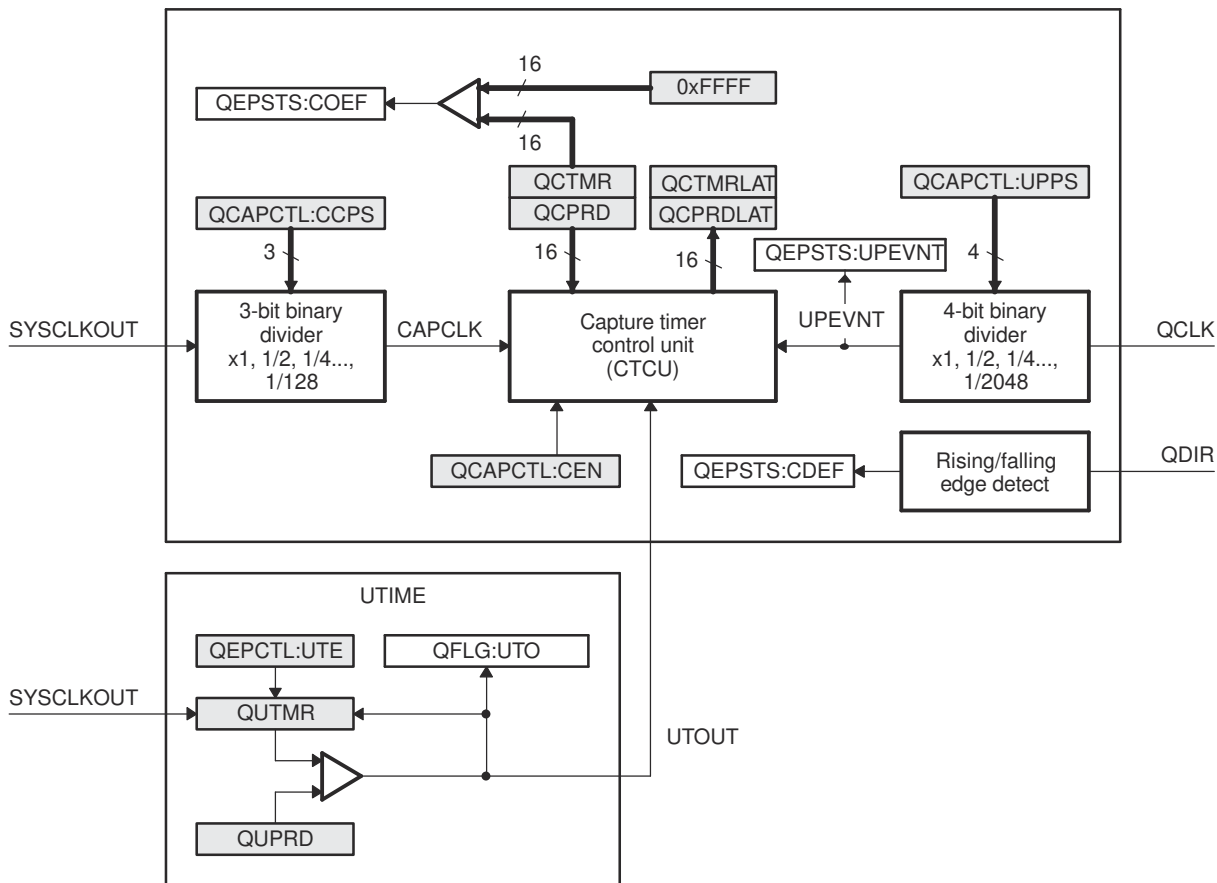 16
0xFFFF
QEPSTS:COEF
16
QCTMR
QCTMRLAT
QCAPCTL:UPPS
QCAPCTL:CCPS
QCPRD
QCPRDLAT
3
16
16
QEPSTS:UPEVNT
4
SYSCLKOUT
3-bit binary
divider
x1, 1/2, 1/4...,
1/128
CAPCLK
Capture timer
control unit
(CTCU)
UPEVNT
4-bit binary
divider
x1, 1/2, 1/4...,
1/2048
QCLK
QCAPCTL:CEN
QEPSTS:CDEF
Rising/falling
edge detect
QDIR
UTIME
QEPCTL:UTE
QFLG:UTO
SYSCLKOUT
QUTMR
UTOUT
QUPRD